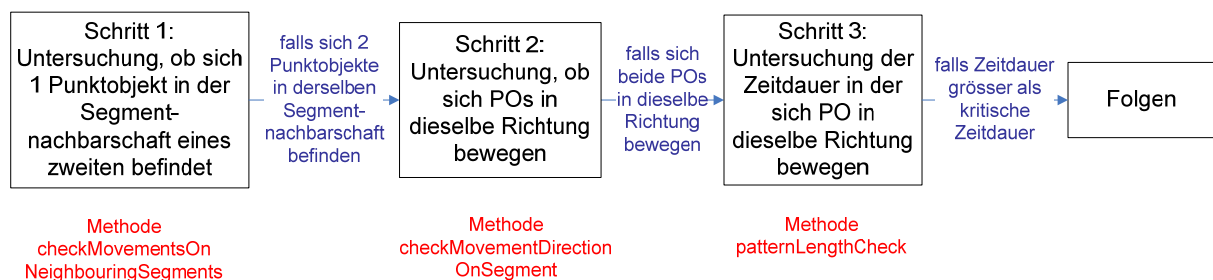 Schritt 1:
Untersuchung, ob sich
1 Punktobjekt in der
Segment-
nachbarschaft eines
zweiten befindet
falls sich 2
Punktobjekte
in derselben
Segment-
nachbarschaft
befinden
Schritt 2:
Untersuchung, ob
sich POs in
dieselbe Richtung
bewegen
falls sich
beide POs
in dieselbe
Richtung
bewegen
Schritt 3:
Untersuchung der
Zeitdauer in der
sich PO in
dieselbe Richtung
bewegen
falls Zeitdauer
grösser als
kritische
Zeitdauer
Folgen
Methode
checkMovementsOn
NeighbouringSegments
Methode
checkMovementDirection
OnSegment
Methode
patternLengthCheck